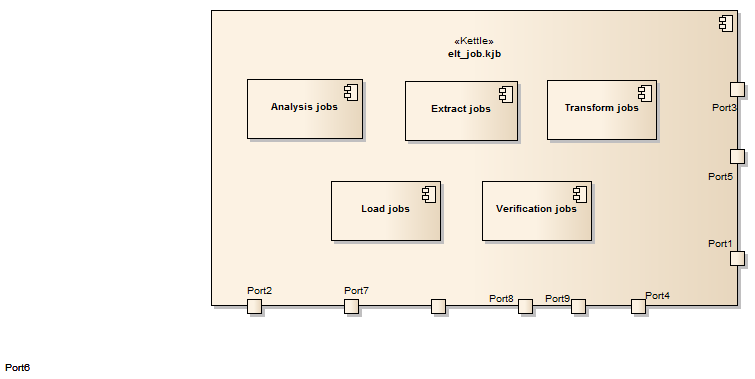 «Kettle»
elt_job.kjb
Analysis jobs
Extract jobs
Transform jobs
Port3
Port5
Load jobs
Verification jobs
Port1
Port2
Port7
Port8
Port9
Port4
Port6